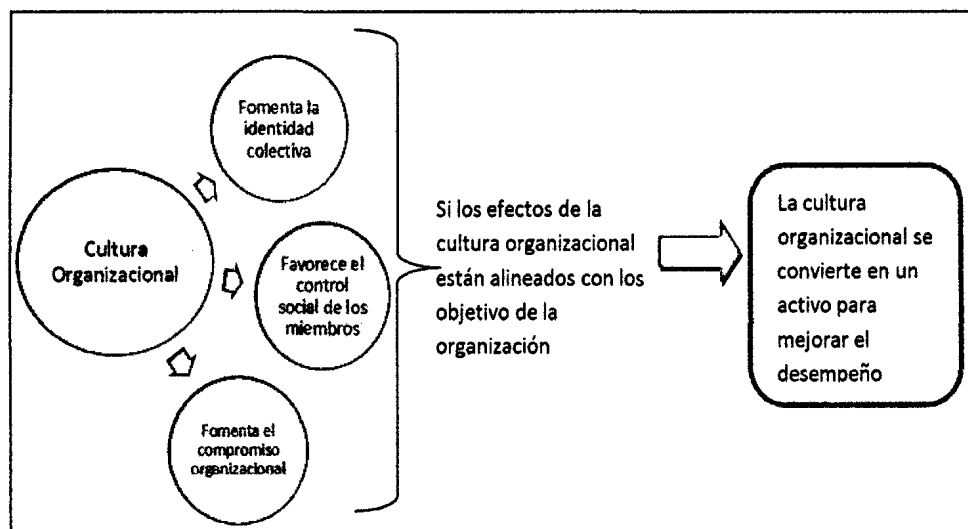 Fomenta la
identidad
colectiva
Cultura
Organizacional
Favorece el
control
social de los
miembros
Fomenta el
compromiso
organizacional
Si los efectos de la
cultura organizacional
están alineados con los
objetivo de la
organización
La cultura
organizacional se
convierte en un
activo para
mejorar el
desempeño